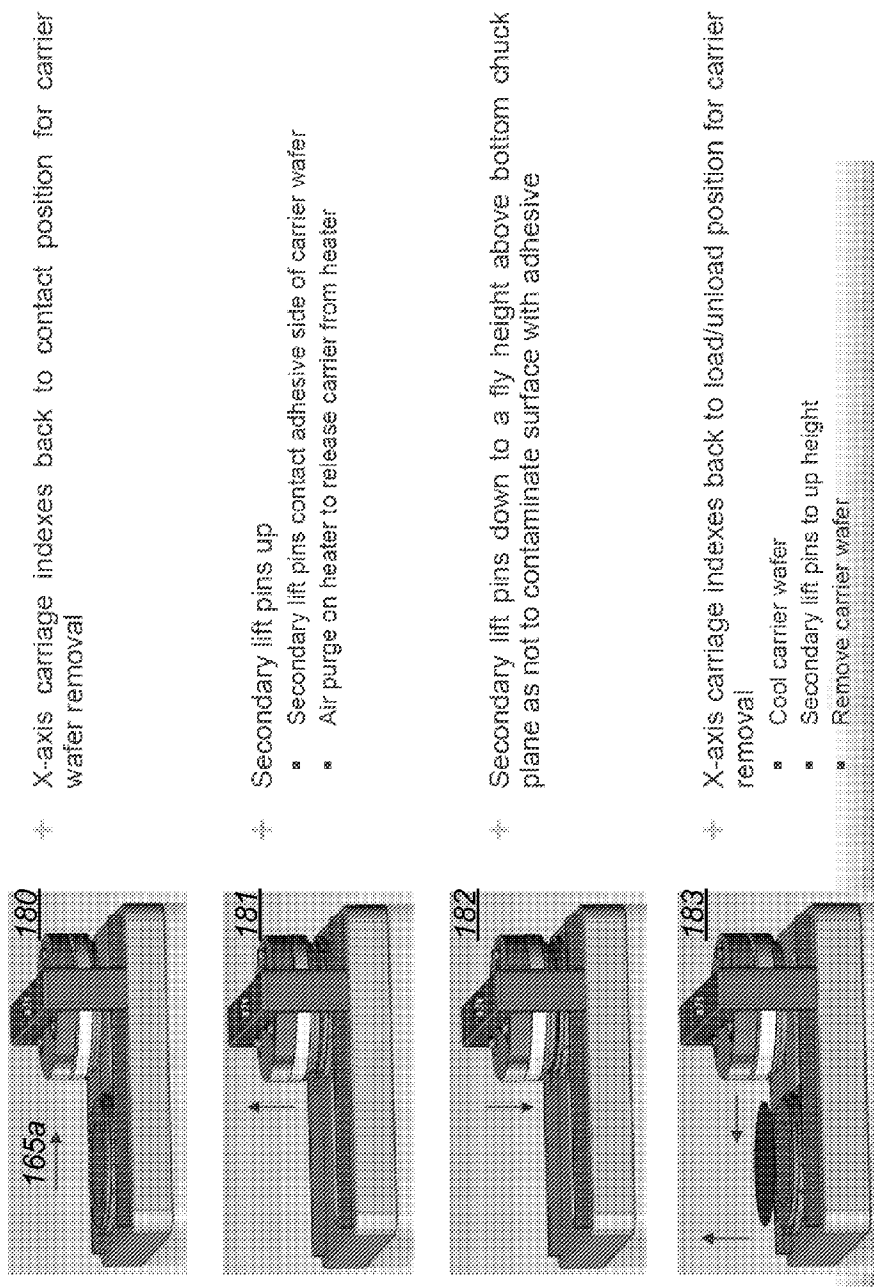 180
165a
X-axis carriage indexes back to contact position for carrier
wafer removal
181
Secondary lift pins up
▪ Secondary lift pins contact adhesive side of carrier wafer
▪ Air purge on heater to release carrier from heater
182
Secondary lift pins down to a fly height above bottom chuck
plane as not to contaminate surface with adhesive
183
X-axis carriage indexes back to load/unload position for carrier
removal
▪ Cool carrier wafer
▪ Secondary lift pins to up height
▪ Remove carrier wafer